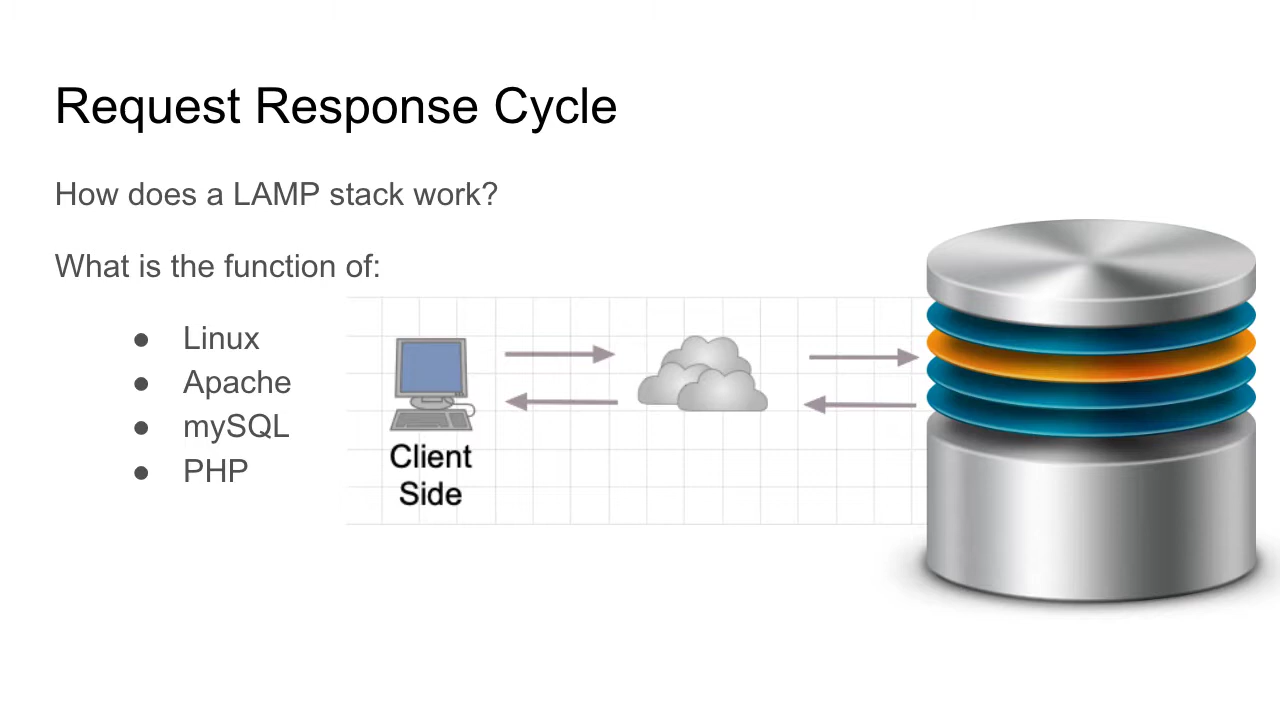 Request Response Cycle
How does a LAMP stack work?
What is the function of:
● Linux
● Apache
● mySQL
● PHP
Client
Side